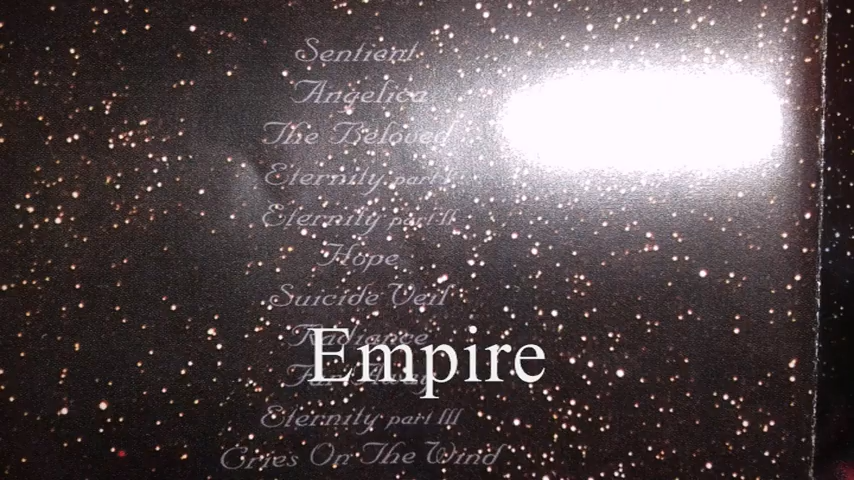 Sentient
Angelica
The Beloved
Eternity part I
Eternity part II
Hope
Suicide Veil
Radiance
Empire
Eternity part III
Cries On The Wind